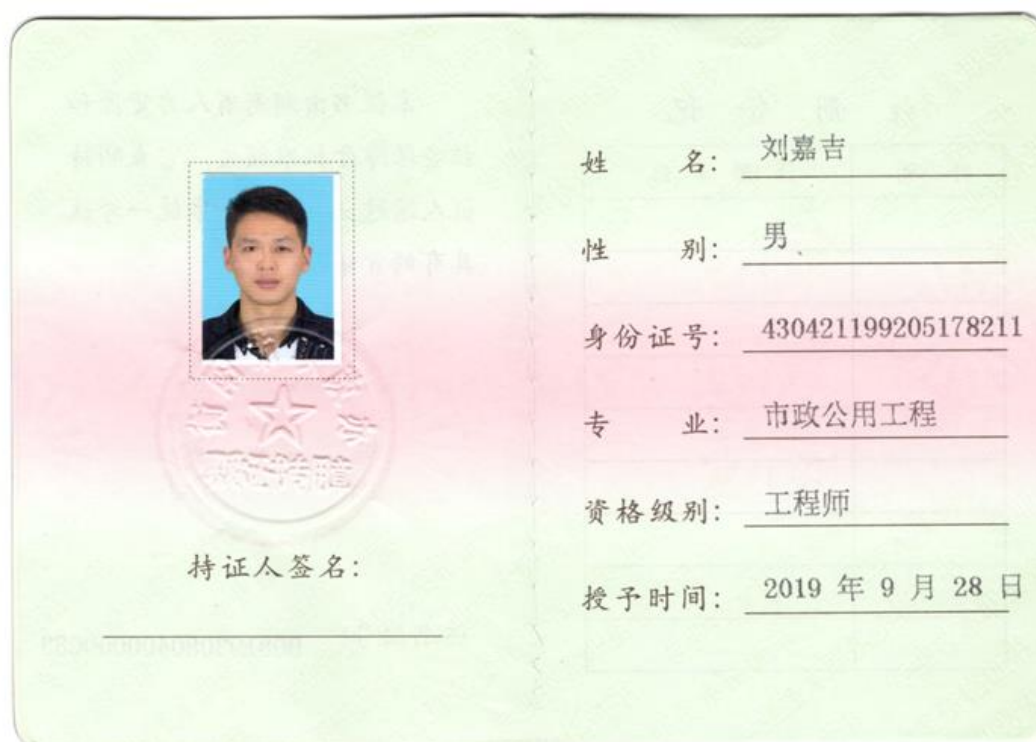 持证人签名:
姓 名: 刘嘉吉
性 别: 男、
身份证号: 430421199205178211
专 业: 市政公用工程
资格级别: 工程师
授予时间: 2019 年 9 月 28 日